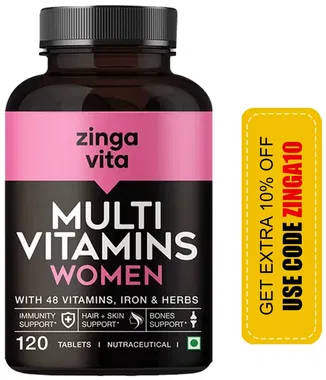 zinga
vita
MULTI
VITAMINS
WOMEN
WITH 48 VITAMINS, IRON & HERBS
IMMUNITY SUPPORT*
HAIR + SKIN SUPPORT*
BONES SUPPORT*
120 TABLETS | NUTRACEUTICAL
GET EXTRA 10% OFF
USE CODE ZINGA10